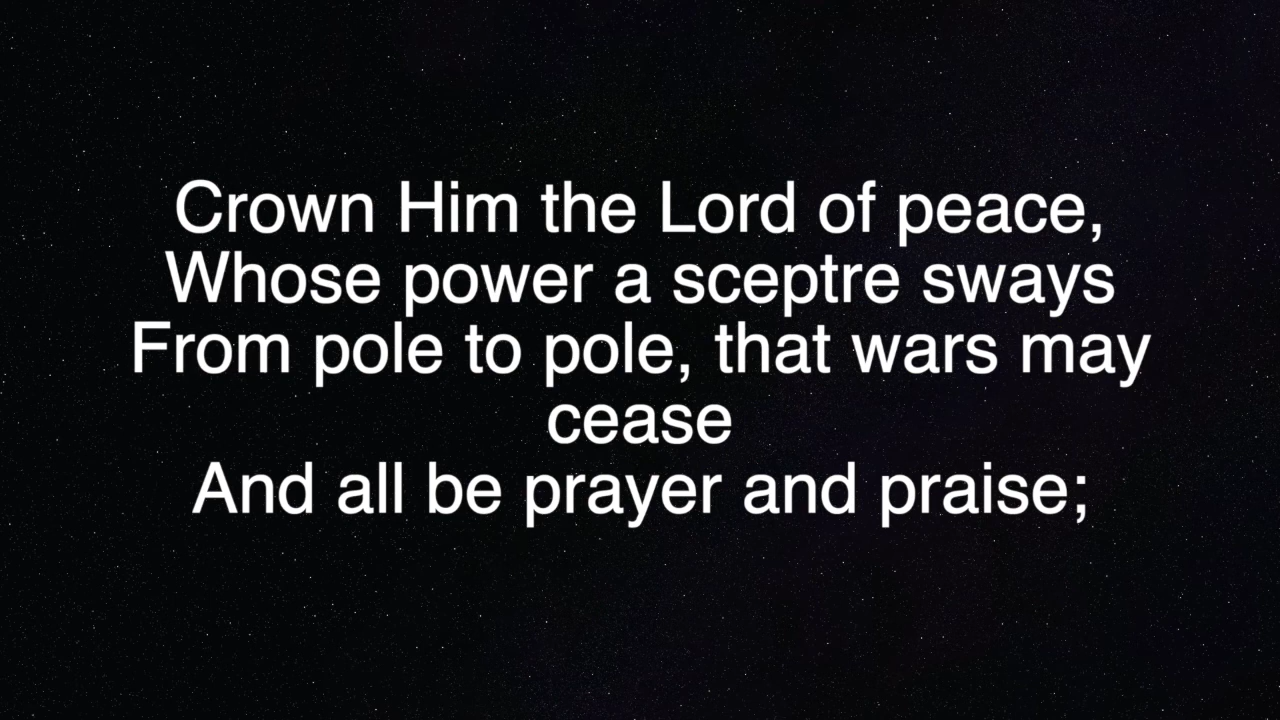 Crown Him the Lord of peace,
Whose power a sceptre sways
From pole to pole, that wars may
cease
And all be prayer and praise;